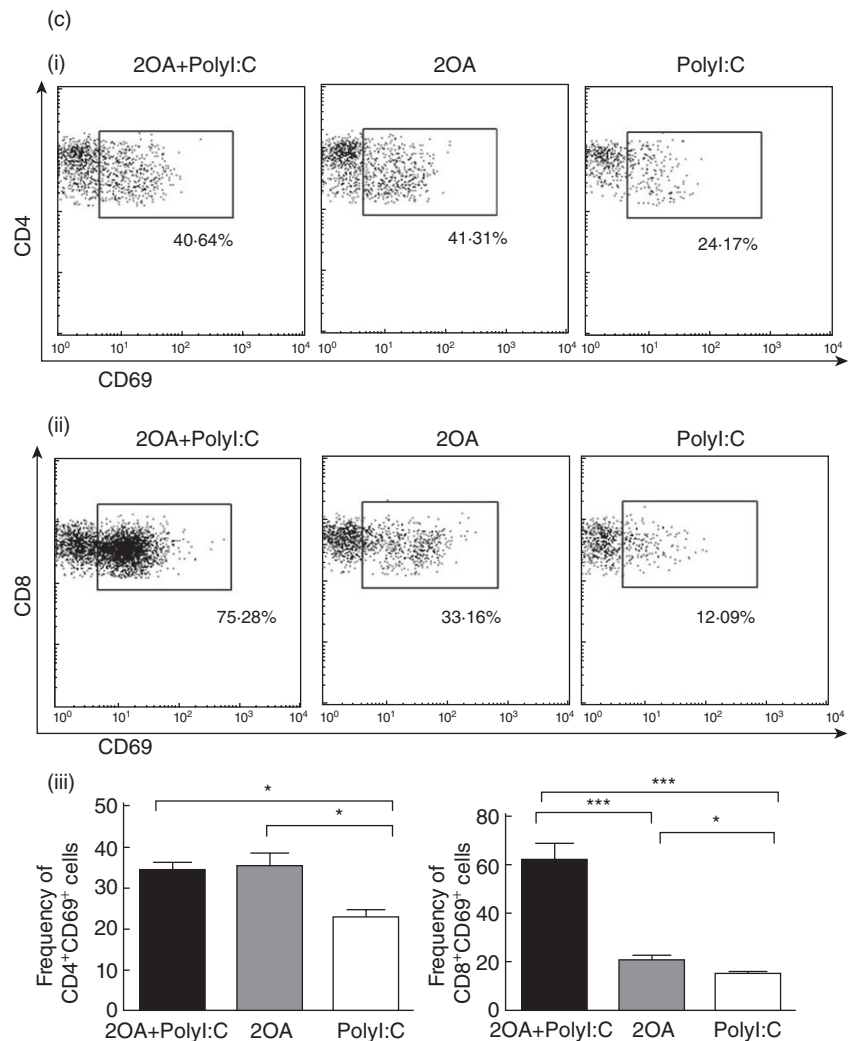 (c)
(i)
2OA+PolyI:C 2OA PolyI:C
CD4
40·64% 41·31% 24·17%
10⁰ 10¹ 10² 10³ 10⁴ 10⁰ 10¹ 10² 10³ 10⁴ 10⁰ 10¹ 10² 10³ 10⁴
CD69
(ii)
2OA+PolyI:C 2OA PolyI:C
CD8
75·28% 33·16% 12·09%
10⁰ 10¹ 10² 10³ 10⁴ 10⁰ 10¹ 10² 10³ 10⁴ 10⁰ 10¹ 10² 10³ 10⁴
CD69
(iii)
Frequency of
CD4⁺CD69⁺ cells
50
40
30
20
10
0
*
*
2OA+PolyI:C 2OA PolyI:C
Frequency of
CD8⁺CD69⁺ cells
80
60
40
20
0
***
***
*
2OA+PolyI:C 2OA PolyI:C